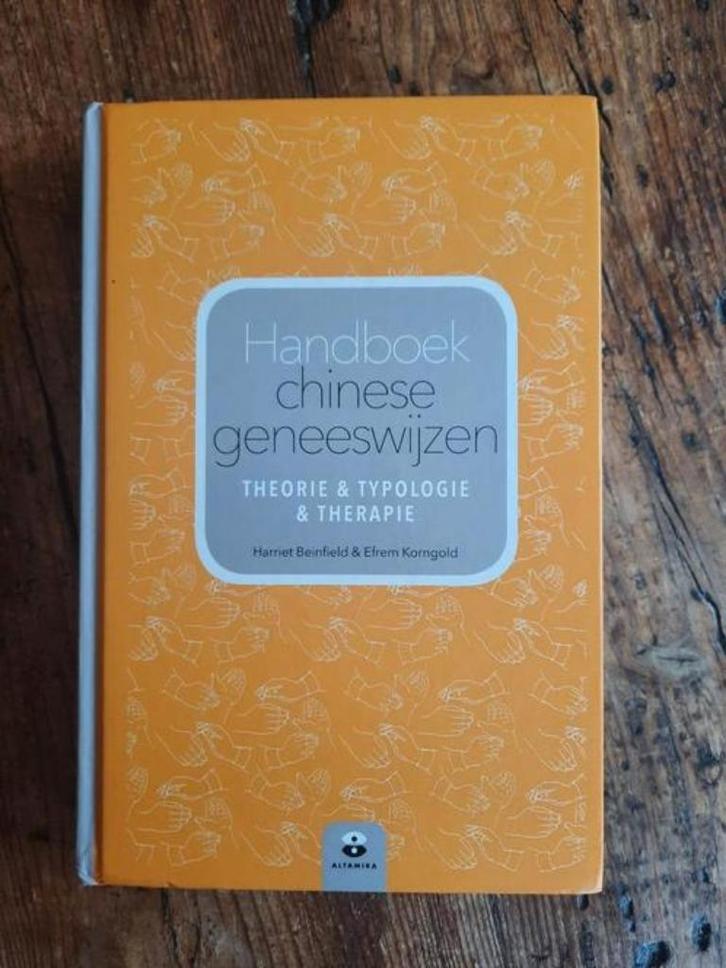 Handboek
chinese
geneeswijzen
THEORIE & TYPOLOGIE
& THERAPIE
Harriet Beinfield & Efrem Korngold
ALTAMIRA